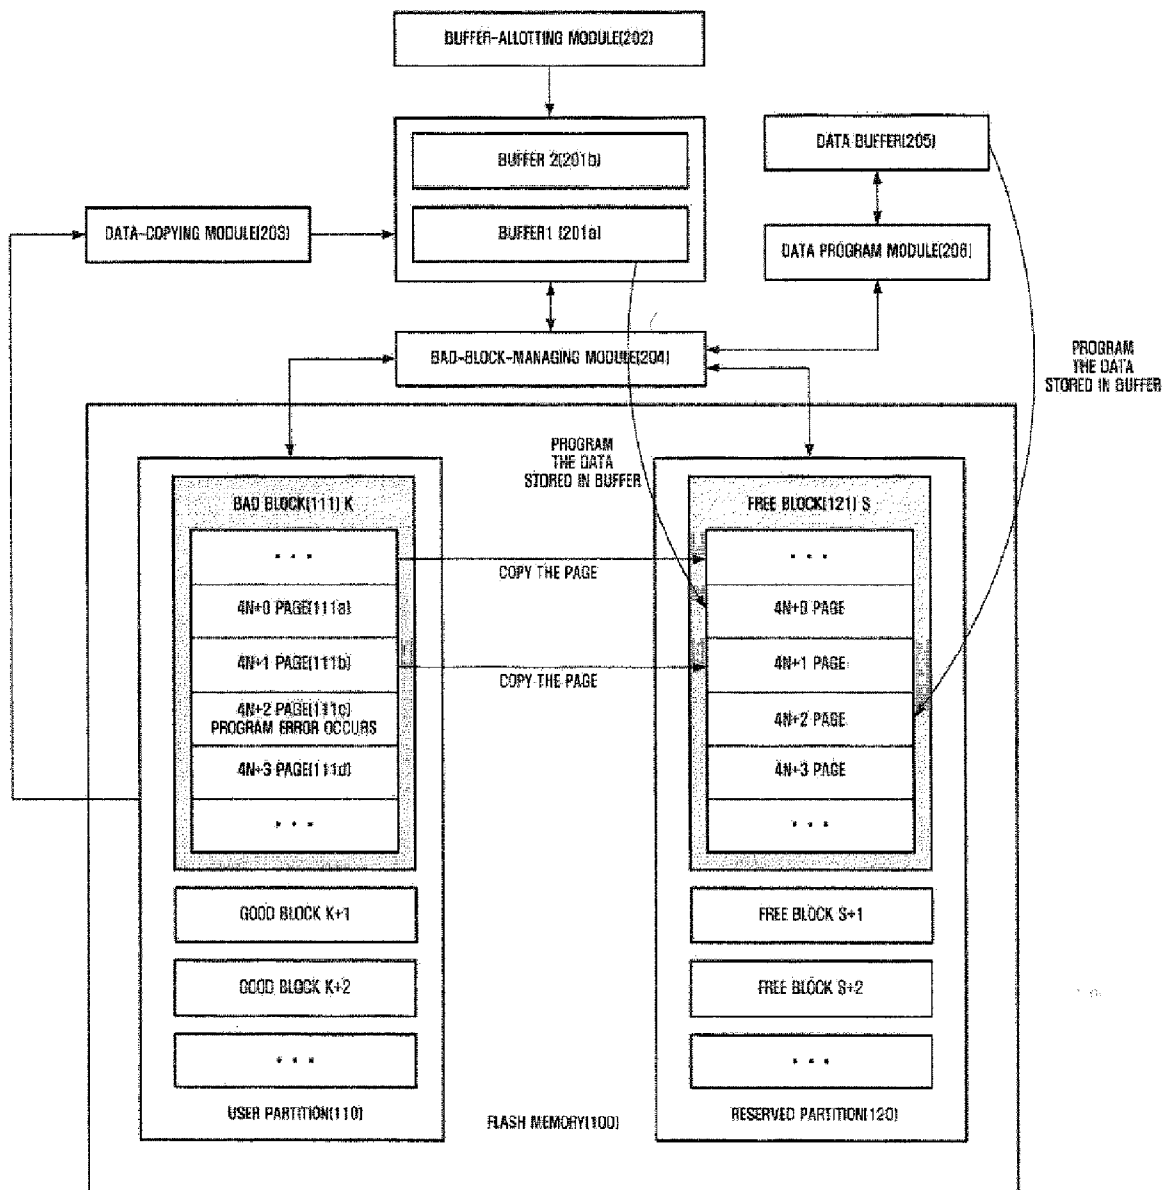 BUFFER-ALLOTTING MODULE(202)
BUFFER 2(201b)
BUFFER1 (201a)
DATA BUFFER(205)
DATA-COPYING MODULE(203)
DATA PROGRAM MODULE(206)
BAD-BLOCK-MANAGING MODULE(204)
PROGRAM
THE DATA
STORED IN BUFFER
PROGRAM
THE DATA
STORED IN BUFFER
BAD BLOCK(111) K
• • •
4N+0 PAGE(111a)
4N+1 PAGE(111b)
4N+2 PAGE(111c)
PROGRAM ERROR OCCURS
4N+3 PAGE(111d)
• • •
COPY THE PAGE
COPY THE PAGE
FREE BLOCK(121) S
• • •
4N+0 PAGE
4N+1 PAGE
4N+2 PAGE
4N+3 PAGE
• • •
GOOD BLOCK K+1
GOOD BLOCK K+2
• • •
USER PARTITION(110)
FREE BLOCK S+1
FREE BLOCK S+2
• • •
RESERVED PARTITION(120)
FLASH MEMORY(100)